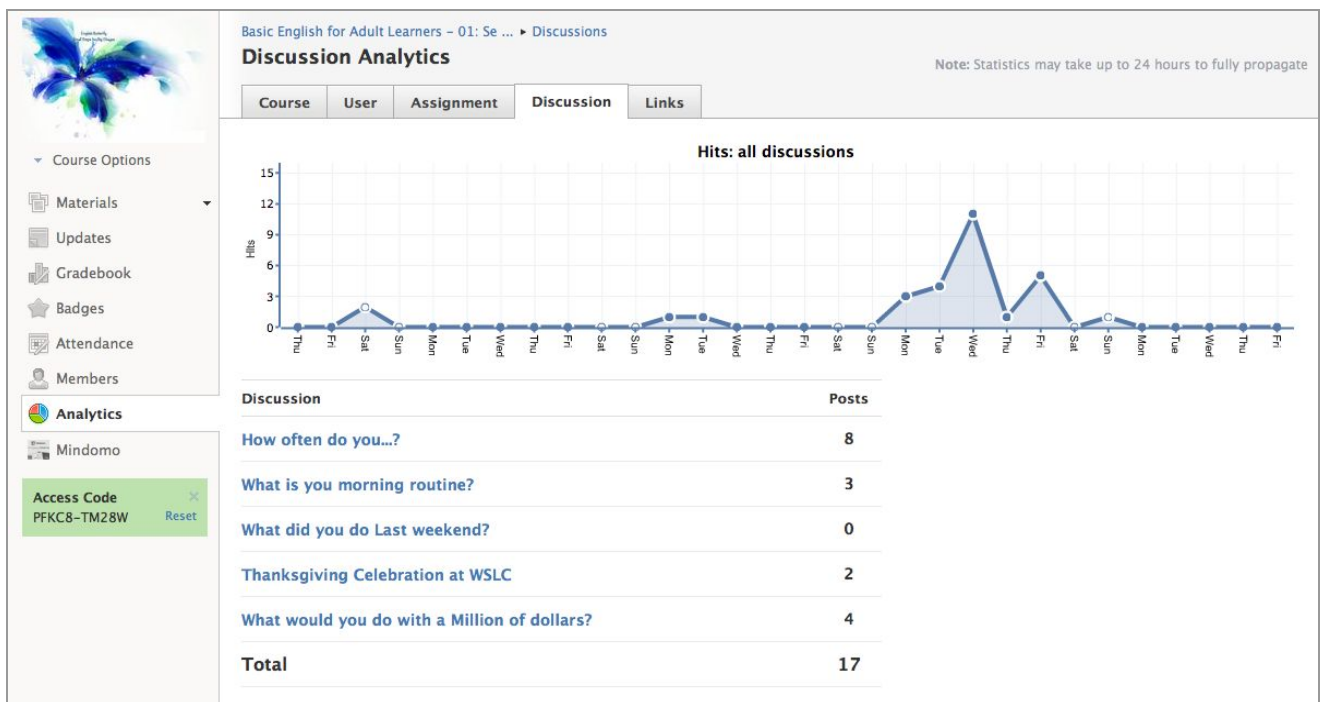 Basic English for Adult Learners – 01: Se ... ▸ Discussions
Discussion Analytics
Note: Statistics may take up to 24 hours to fully propagate
Course User Assignment Discussion Links
Course Options
Materials
Updates
Gradebook
Badges
Attendance
Members
Analytics
Mindomo
Access Code
PFKC8–TM28W Reset
Hits: all discussions
Hits
15
12
9
6
3
0
Thu Fri Sat Sun Mon Tue Wed Thu Fri Sat Sun Mon Tue Wed Thu Fri Sat Sun Mon Tue Wed Thu Fri Sat Sun Mon Tue Wed Thu Fri
Discussion Posts
How often do you...? 8
What is you morning routine? 3
What did you do Last weekend? 0
Thanksgiving Celebration at WSLC 2
What would you do with a Million of dollars? 4
Total 17